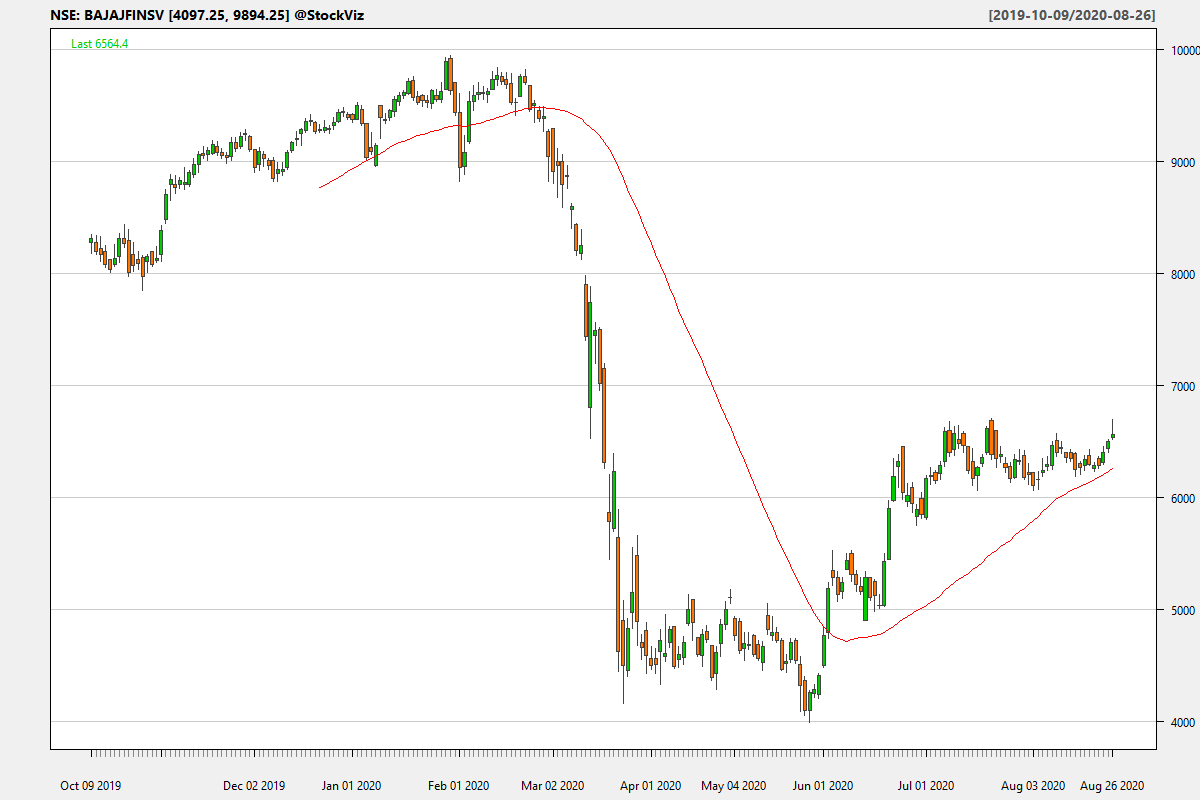 NSE: BAJAJFINSV [4097.25, 9894.25] @StockViz
[2019-10-09/2020-08-26]
Last 6564.4
10000
9000
8000
7000
6000
5000
4000
Oct 09 2019 Dec 02 2019 Jan 01 2020 Feb 01 2020 Mar 02 2020 Apr 01 2020 May 04 2020 Jun 01 2020 Jul 01 2020 Aug 03 2020 Aug 26 2020